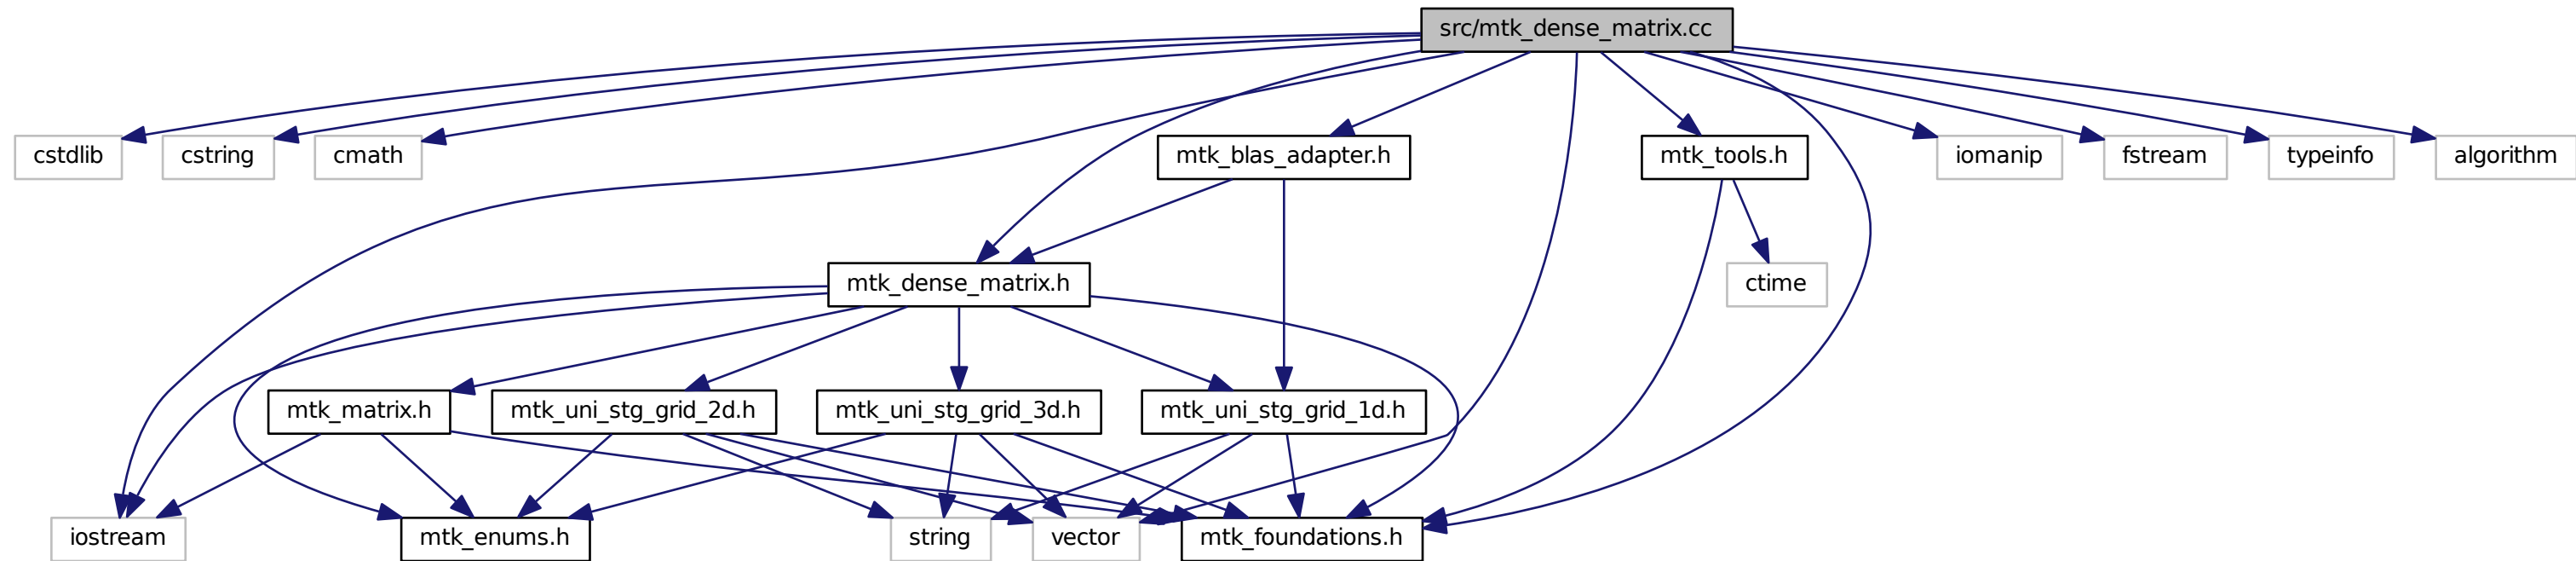 src/mtk_dense_matrix.cc
cstdlib
cstring
cmath
mtk_blas_adapter.h
mtk_tools.h
iomanip
fstream
typeinfo
algorithm
mtk_dense_matrix.h
ctime
mtk_matrix.h
mtk_uni_stg_grid_2d.h
mtk_uni_stg_grid_3d.h
mtk_uni_stg_grid_1d.h
iostream
mtk_enums.h
string
vector
mtk_foundations.h